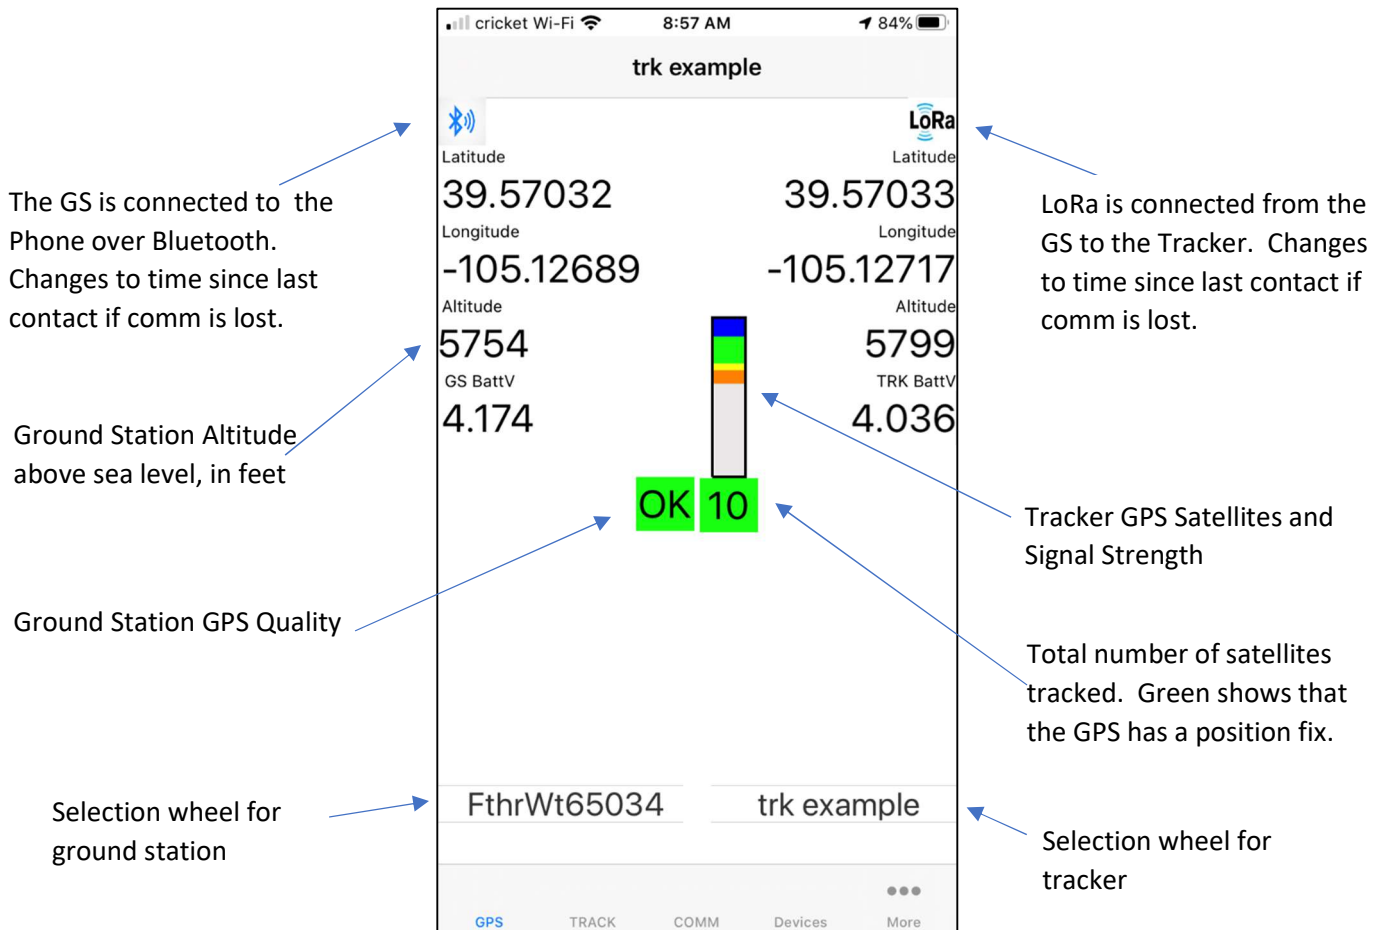 cricket Wi-Fi 8:57 AM 84%
trk example
LoRa
Latitude Latitude
39.57032 39.57033
Longitude Longitude
-105.12689 -105.12717
Altitude Altitude
5754 5799
GS BattV TRK BattV
4.174 4.036
OK 10
FthrWt65034 trk example
GPS TRACK COMM Devices More
The GS is connected to the
Phone over Bluetooth.
Changes to time since last
contact if comm is lost.
Ground Station Altitude
above sea level, in feet
Ground Station GPS Quality
Selection wheel for
ground station
LoRa is connected from the
GS to the Tracker. Changes
to time since last contact if
comm is lost.
Tracker GPS Satellites and
Signal Strength
Total number of satellites
tracked. Green shows that
the GPS has a position fix.
Selection wheel for
tracker